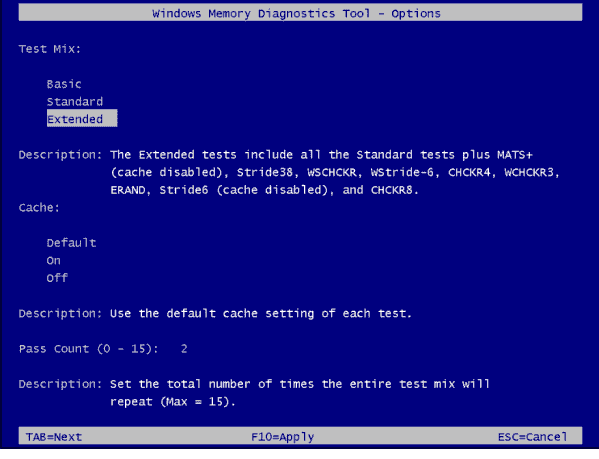 Windows Memory Diagnostics Tool - Options
Test Mix:
Basic
Standard
Extended
Description: The Extended tests include all the Standard tests plus MATS+
(cache disabled), Stride38, WSCHCKR, WStride-6, CHCKR4, WCHCKR3,
ERAND, Stride6 (cache disabled), and CHCKR8.
Cache:
Default
On
Off
Description: Use the default cache setting of each test.
Pass Count (0 - 15): 2
Description: Set the total number of times the entire test mix will
repeat (Max = 15).
TAB=Next F10=Apply ESC=Cancel